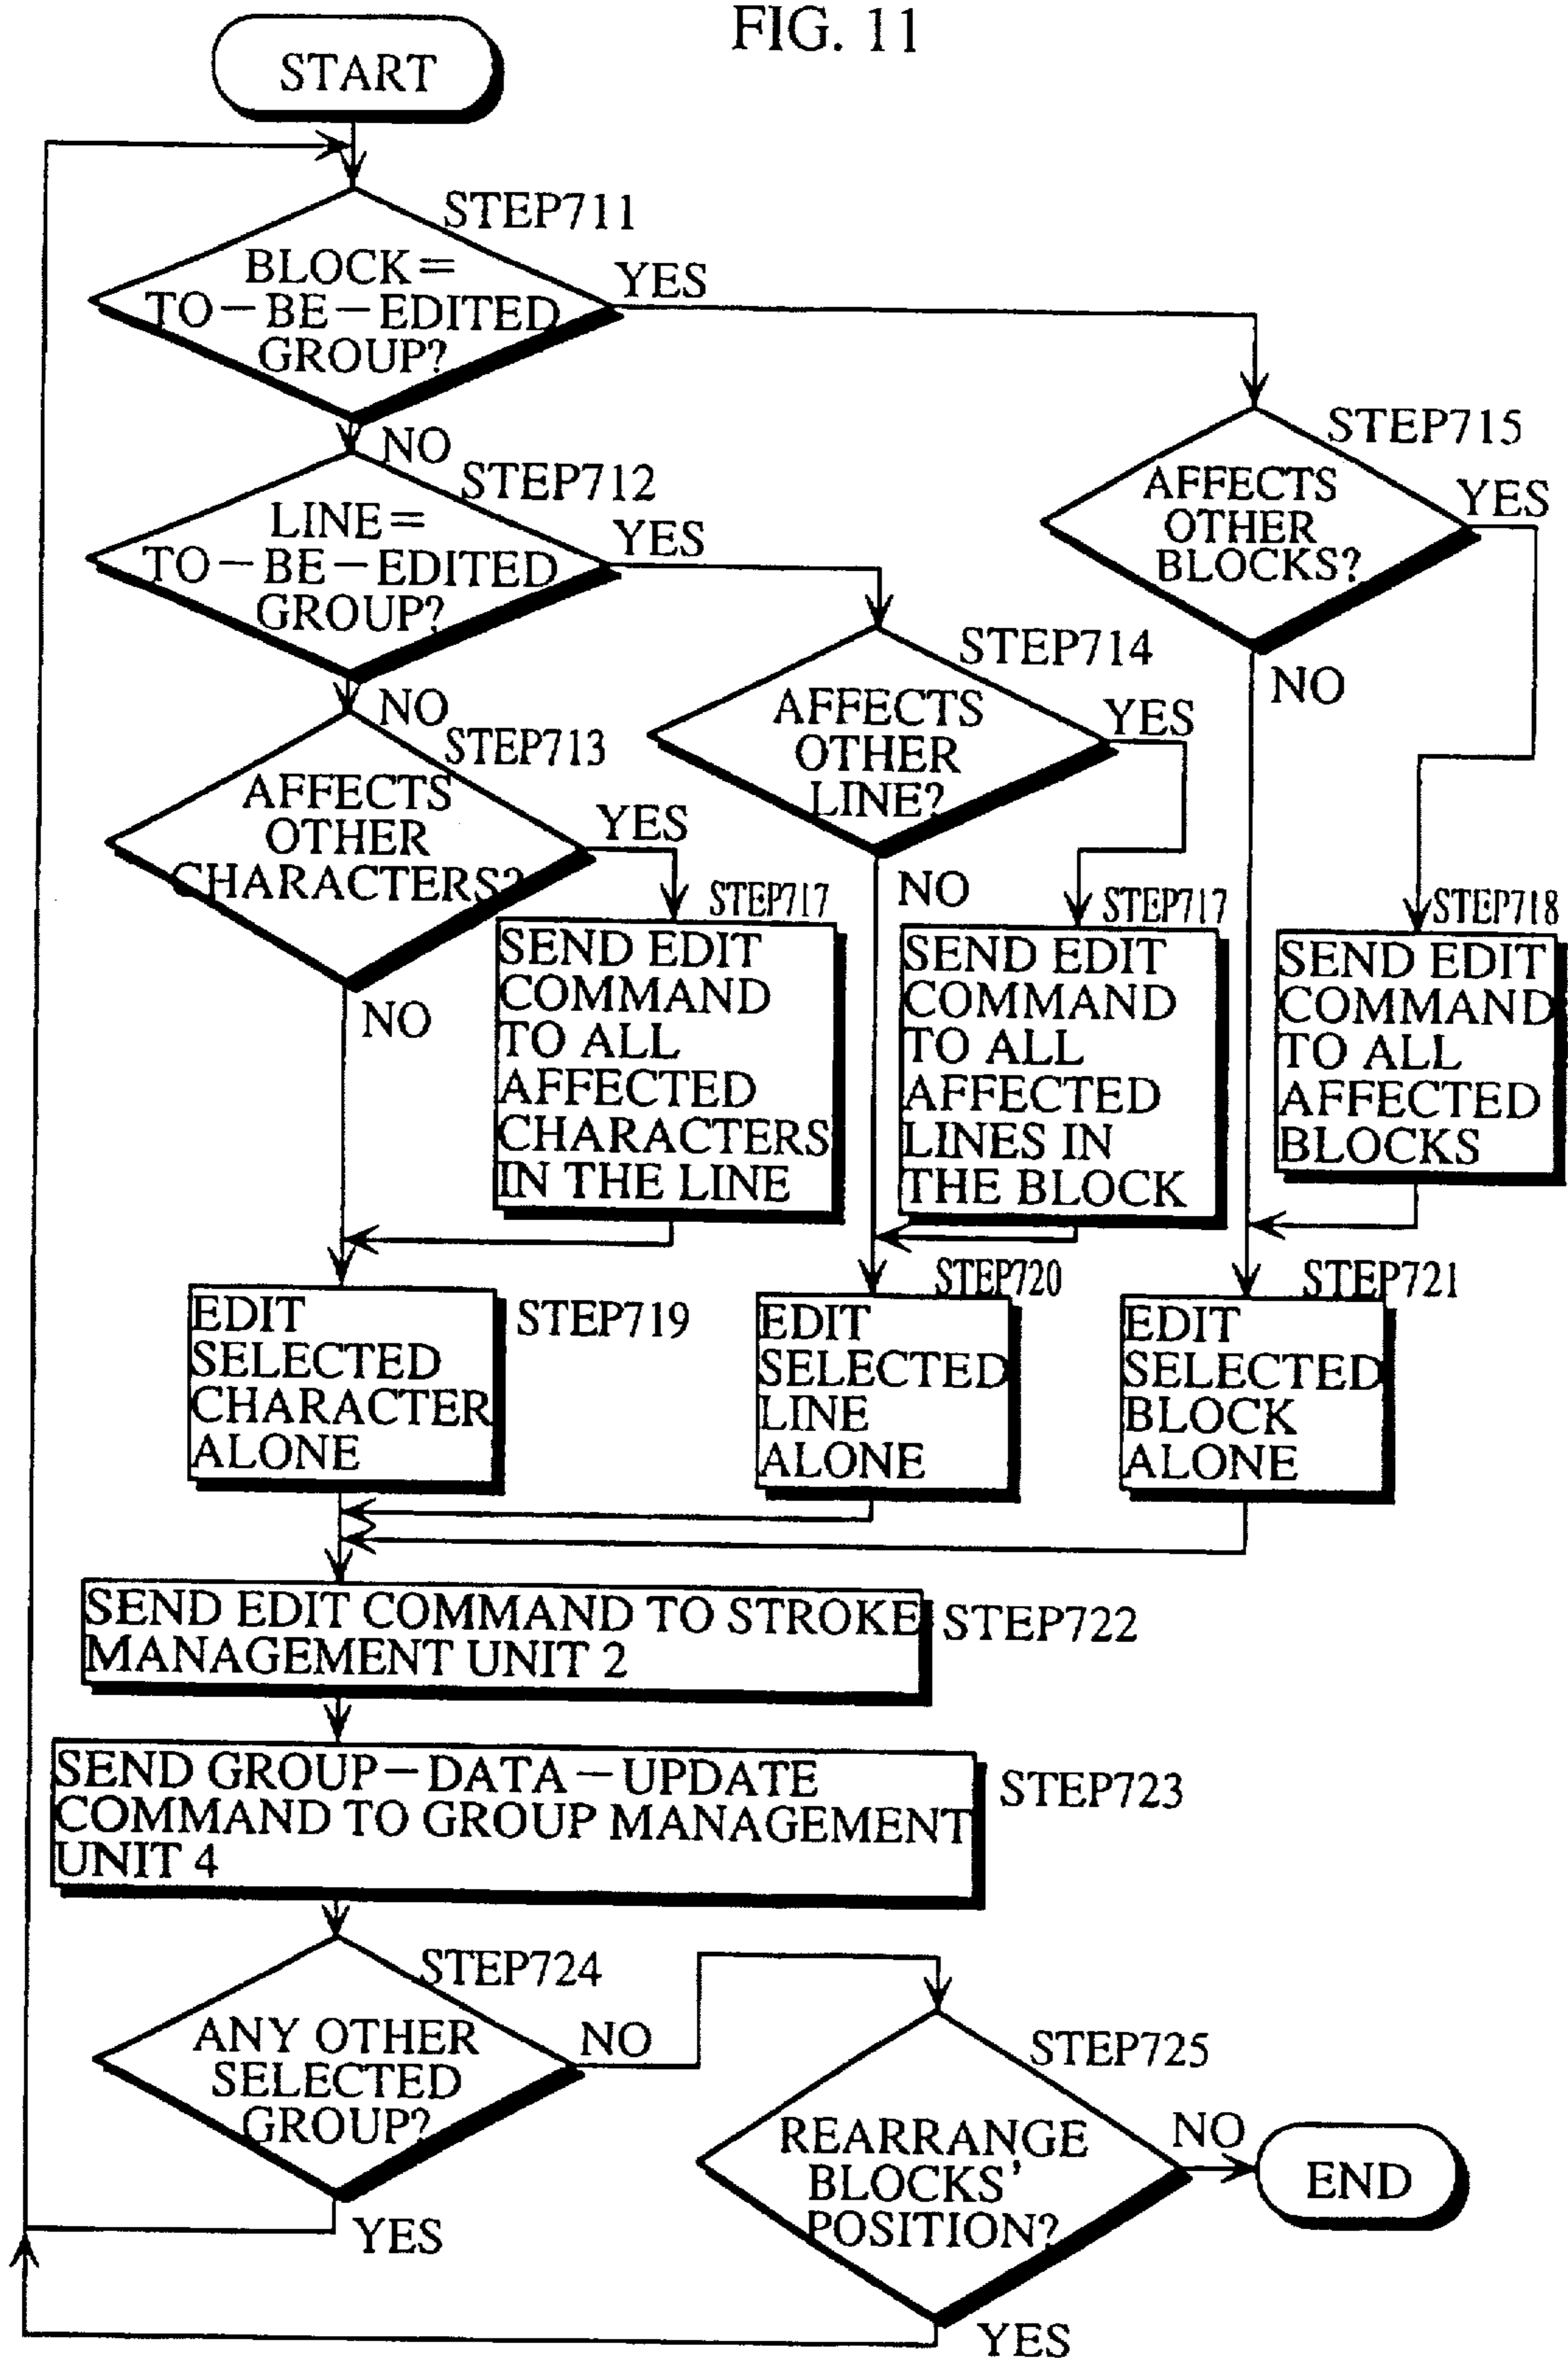 FIG. 11
START
STEP711
BLOCK=
TO-BE-EDITED
GROUP?
YES
NO
STEP712
LINE=
TO-BE-EDITED
GROUP?
YES
NO
STEP715
AFFECTS
OTHER
BLOCKS?
YES
NO
STEP714
AFFECTS
OTHER
LINE?
YES
NO
STEP713
AFFECTS
OTHER
CHARACTERS?
YES
NO
STEP717
SEND EDIT
COMMAND
TO ALL
AFFECTED
CHARACTERS
IN THE LINE
STEP717
SEND EDIT
COMMAND
TO ALL
AFFECTED
LINES IN
THE BLOCK
STEP718
SEND EDIT
COMMAND
TO ALL
AFFECTED
BLOCKS
STEP719
EDIT
SELECTED
CHARACTER
ALONE
STEP720
EDIT
SELECTED
LINE
ALONE
STEP721
EDIT
SELECTED
BLOCK
ALONE
SEND EDIT COMMAND TO STROKE
MANAGEMENT UNIT 2
STEP722
SEND GROUP-DATA-UPDATE
COMMAND TO GROUP MANAGEMENT
UNIT 4
STEP723
STEP724
ANY OTHER
SELECTED
GROUP?
NO
YES
STEP725
REARRANGE
BLOCKS'
POSITION?
NO
YES
END